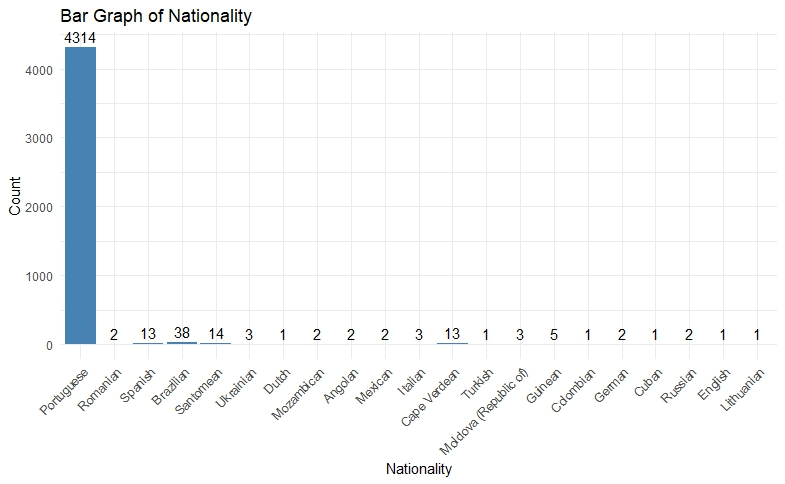 Bar Graph of Nationality
4314
4000
3000
2000
1000
0
Count
2
13
38
14
3
1
2
2
2
3
13
1
3
5
1
2
1
2
1
1
Portuguese
Romanian
Spanish
Brazilian
Santomean
Ukrainian
Dutch
Mozambican
Angolan
Mexican
Italian
Cape Verdean
Turkish
Moldova (Republic of)
Guinean
Colombian
German
Cuban
Russian
English
Lithuanian
Nationality